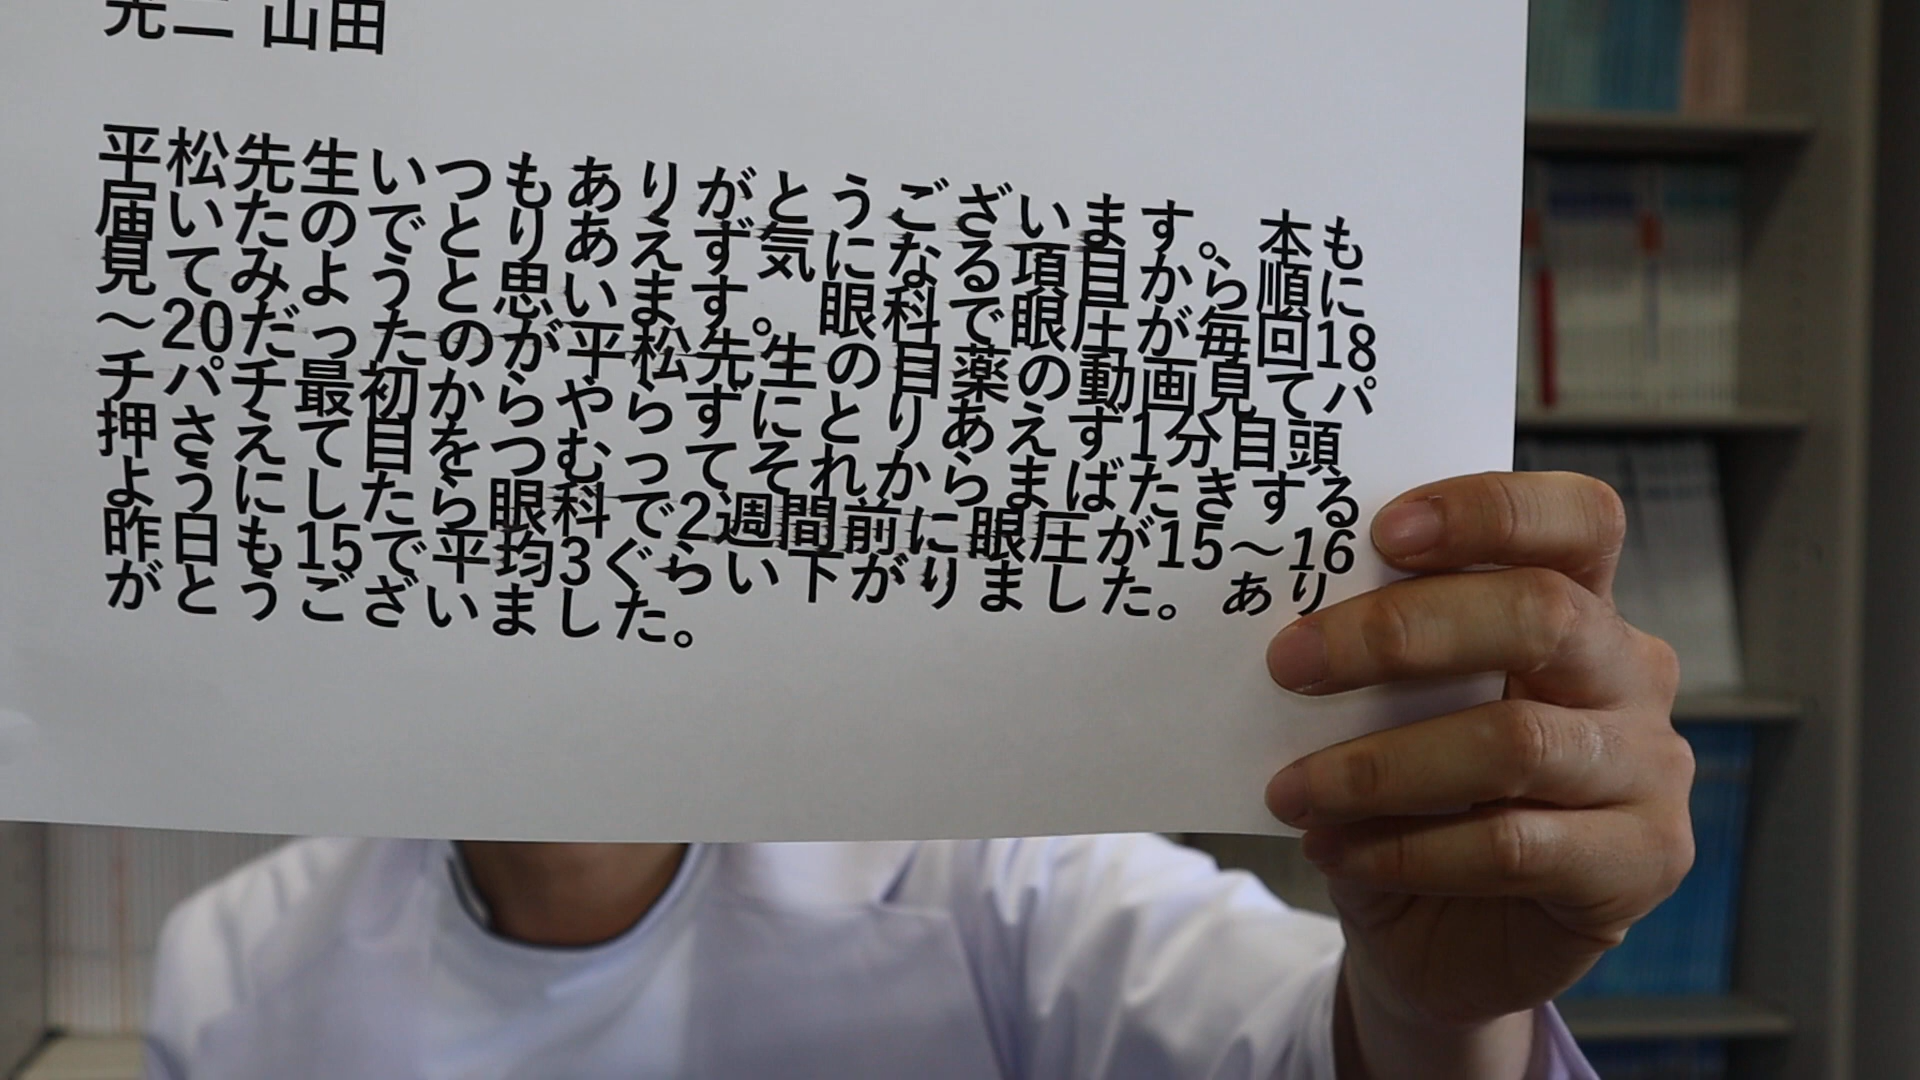 光二 山田
平松先生いつもありがとうございます。本も
届いたのでとりあえず気になる項目から順に
見てみようと思います。眼科で眼圧が毎回18
～20だったのが平松先生の目薬の動画見てパ
チパチ最初からやらずにとりあえず1分自頭
押さえて目をつむってそれからまばたきする
ようにしたら眼科で2週間前に眼圧が15～16
昨日も15で平均3ぐらい下がりました。あり
がとうございました。